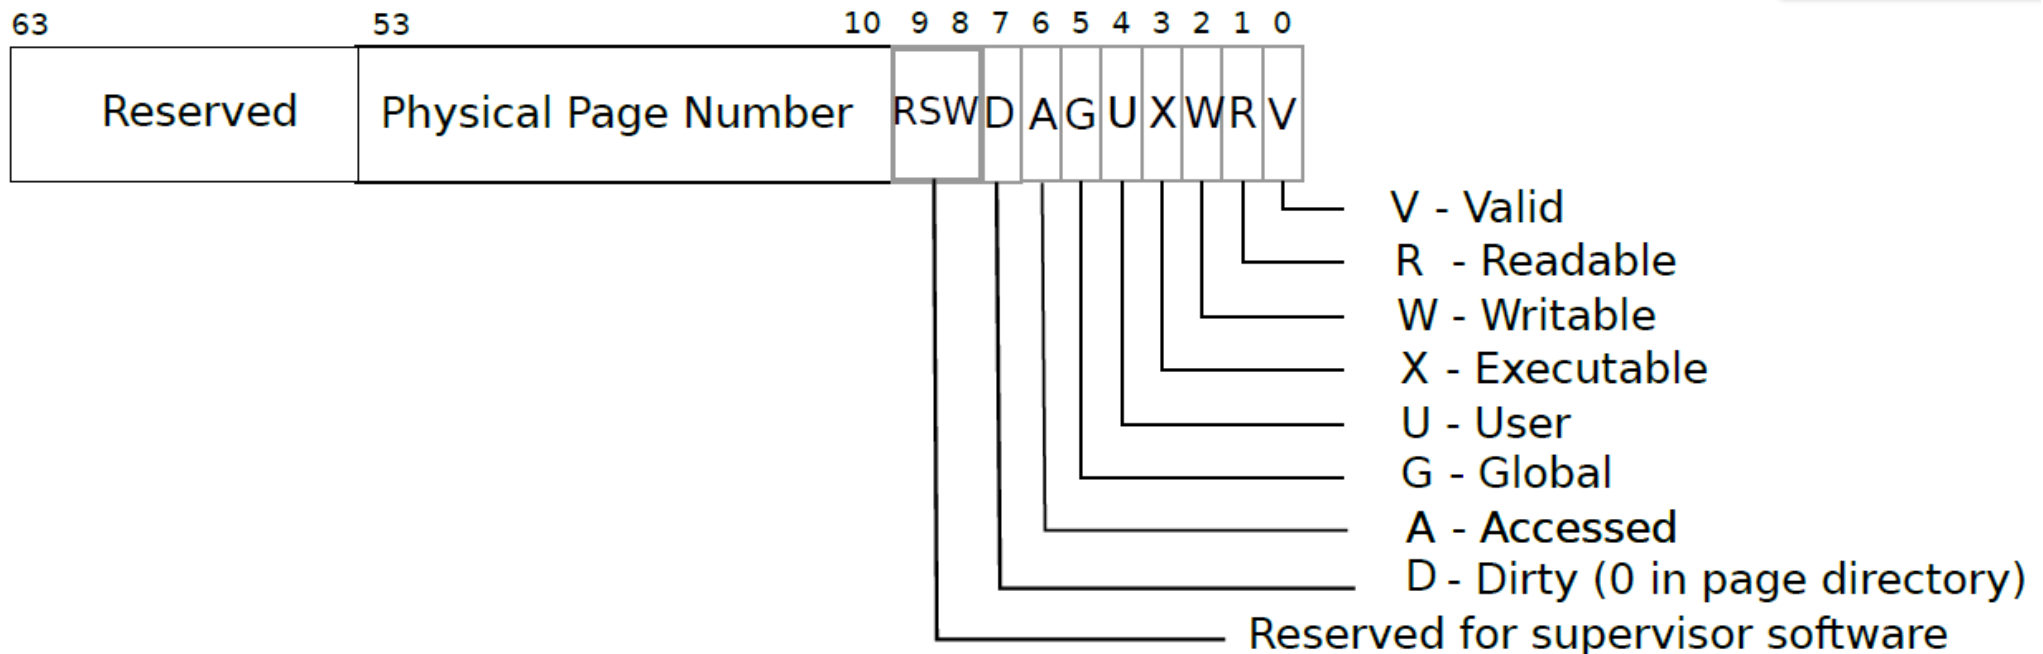 63 53 10 9 8 7 6 5 4 3 2 1 0
Reserved Physical Page Number RSW D A G U X W R V
V - Valid
R - Readable
W - Writable
X - Executable
U - User
G - Global
A - Accessed
D - Dirty (0 in page directory)
Reserved for supervisor software